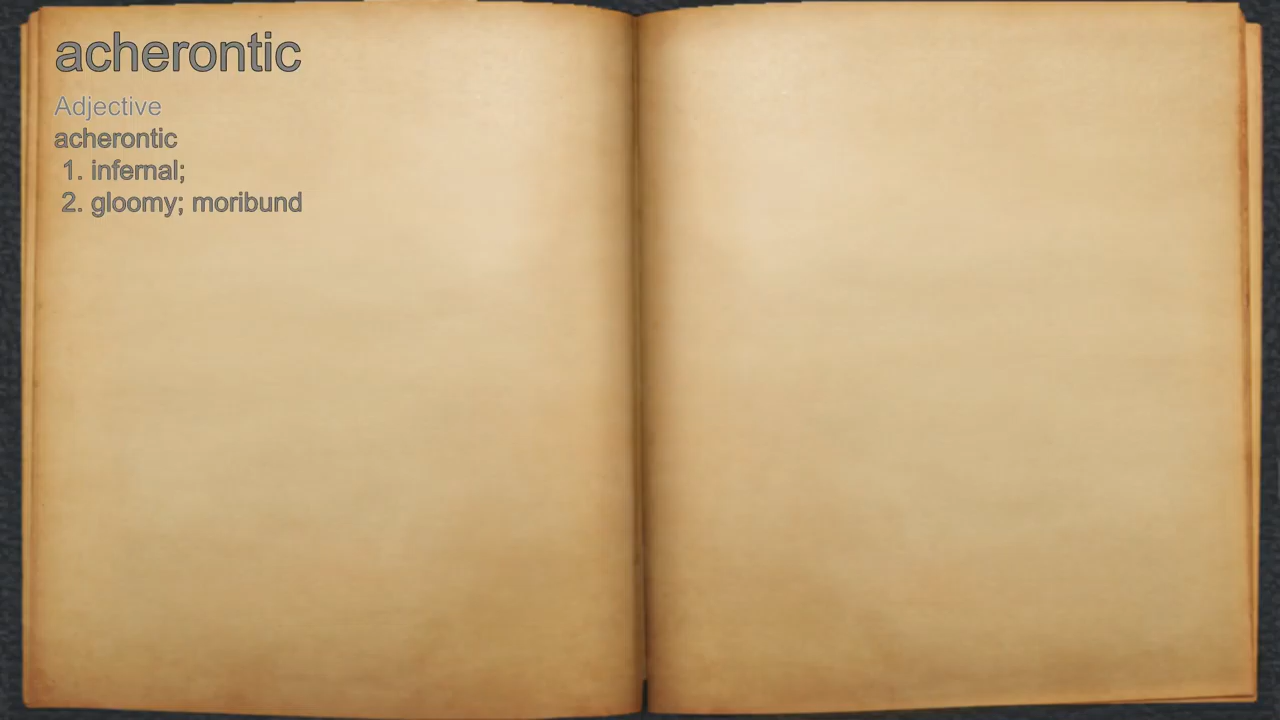 acherontic
Adjective
acherontic
1. infernal;
2. gloomy; moribund